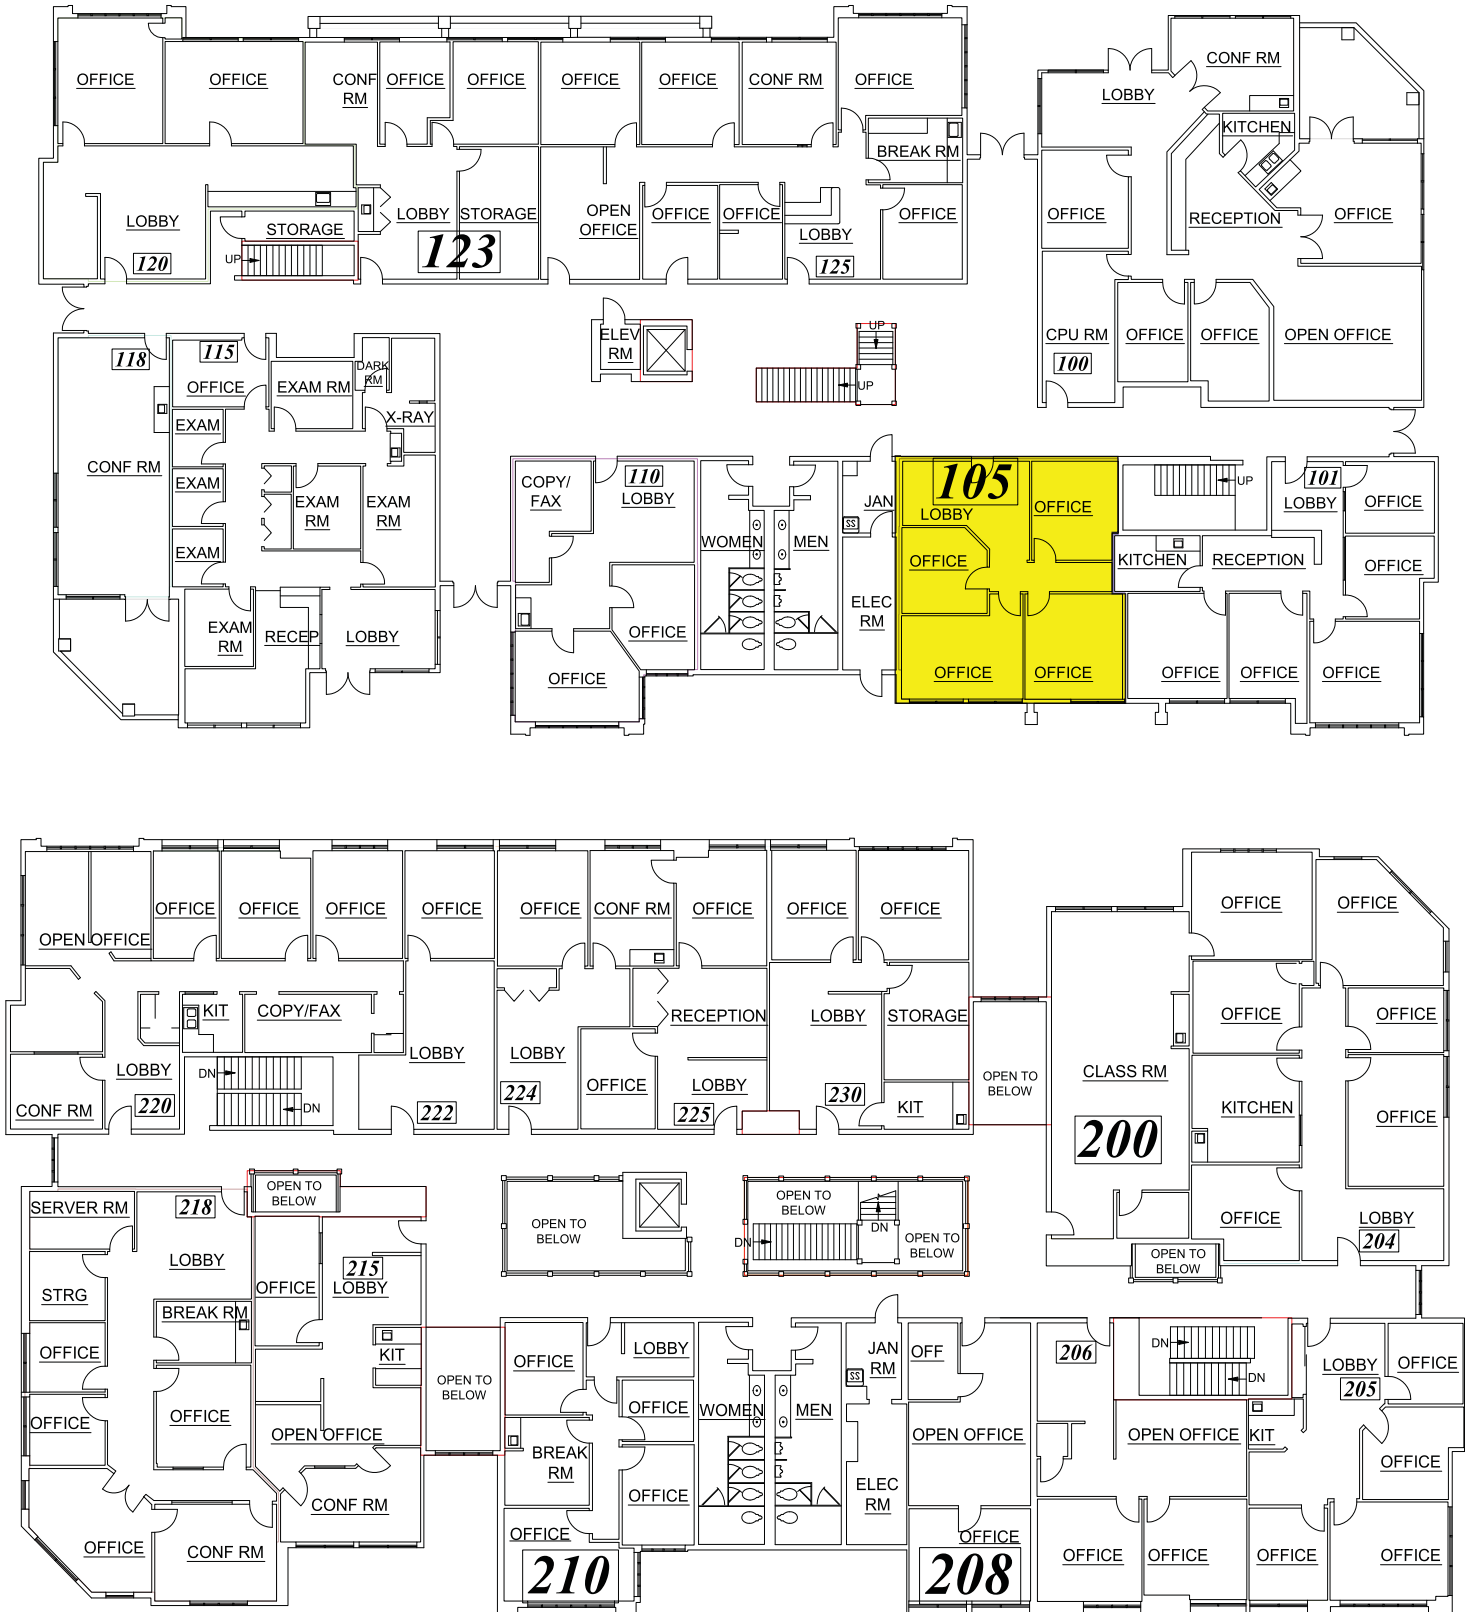 OFFICE OFFICE CONF RM OFFICE OFFICE OFFICE OFFICE CONF RM OFFICE
BREAK RM
LOBBY
120
STORAGE
UP
LOBBY
123
STORAGE
OPEN OFFICE
OFFICE
OFFICE
LOBBY
125
OFFICE
CONF RM
LOBBY
KITCHEN
OFFICE
RECEPTION
OFFICE
CPU RM
100
OFFICE
OFFICE
OPEN OFFICE
118
CONF RM
115
OFFICE
EXAM RM
DARK RM
X-RAY
EXAM
EXAM
EXAM
EXAM RM
EXAM RM
EXAM RM
RECEP
LOBBY
ELEV RM
UP
UP
COPY/ FAX
110
LOBBY
OFFICE
OFFICE
WOMEN
MEN
JAN
SS
ELEC RM
105
LOBBY
OFFICE
OFFICE
OFFICE
OFFICE
UP
101
LOBBY
OFFICE
KITCHEN
RECEPTION
OFFICE
OFFICE
OFFICE
OFFICE
OPEN OFFICE
OFFICE
OFFICE
OFFICE
OFFICE
OFFICE
CONF RM
OFFICE
OFFICE
OFFICE
KIT
COPY/FAX
LOBBY
220
CONF RM
DN
DN
LOBBY
222
LOBBY
224
OFFICE
RECEPTION
LOBBY
225
LOBBY
230
STORAGE
KIT
OPEN TO BELOW
OFFICE
OFFICE
OFFICE
OFFICE
CLASS RM
200
KITCHEN
OFFICE
OFFICE
LOBBY
204
OPEN TO BELOW
SERVER RM
218
OPEN TO BELOW
LOBBY
STRG
BREAK RM
OFFICE
OFFICE
OFFICE
OFFICE
CONF RM
OFFICE
215
LOBBY
KIT
OPEN OFFICE
CONF RM
OPEN TO BELOW
OPEN TO BELOW
OPEN TO BELOW
DN
DN
OPEN TO BELOW
OFFICE
LOBBY
OFFICE
BREAK RM
OFFICE
OFFICE
210
WOMEN
MEN
JAN RM
SS
ELEC RM
OFF
OPEN OFFICE
OFFICE
208
206
DN
DN
OPEN OFFICE
OFFICE
OFFICE
LOBBY
205
OFFICE
KIT
OFFICE
OFFICE
OFFICE